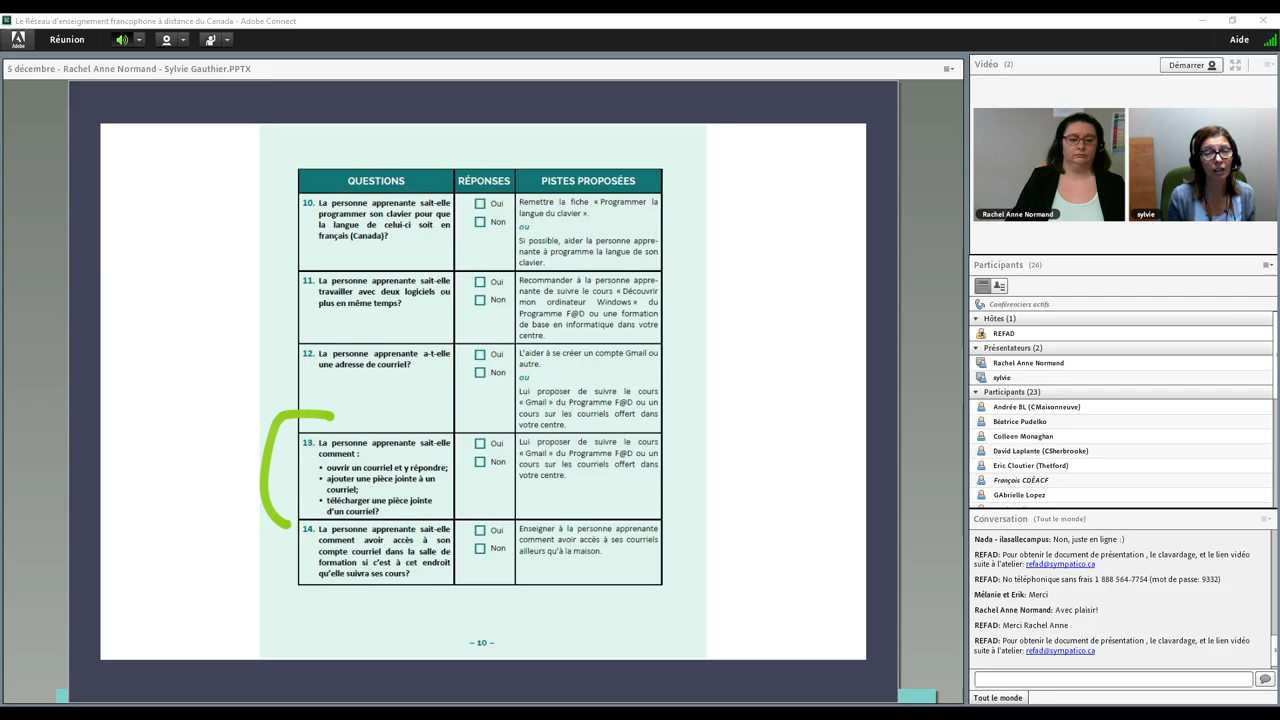 Le Réseau d'enseignement francophone à distance du Canada - Adobe Connect
Adobe
Réunion
Aide
5 décembre - Rachel Anne Normand - Sylvie Gauthier.PPTX
QUESTIONS
RÉPONSES
PISTES PROPOSÉES
10. La personne apprenante sait-elle
programmer son clavier pour que
la langue de celui-ci soit en
français (Canada)?
Oui
Non
Remettre la fiche « Programmer la
langue du clavier ».
ou
Si possible, aider la personne appre-
nante à programme la langue de son
clavier.
11. La personne apprenante sait-elle
travailler avec deux logiciels ou
plus en même temps?
Oui
Non
Recommander à la personne appre-
nante de suivre le cours « Découvrir
mon ordinateur Windows » du
Programme F@D ou une formation
de base en informatique dans votre
centre.
12. La personne apprenante a-t-elle
une adresse de courriel?
Oui
Non
L'aider à se créer un compte Gmail ou
autre.
ou
Lui proposer de suivre le cours
« Gmail » du Programme F@D ou un
cours sur les courriels offert dans
votre centre.
13. La personne apprenante sait-elle
comment :
• ouvrir un courriel et y répondre;
• ajouter une pièce jointe à un
courriel;
• télécharger une pièce jointe
d'un courriel?
Oui
Non
Lui proposer de suivre le cours
« Gmail » du Programme F@D ou un
cours sur les courriels offert dans
votre centre.
14. La personne apprenante sait-elle
comment avoir accès à son
compte courriel dans la salle de
formation si c'est à cet endroit
qu'elle suivra ses cours?
Oui
Non
Enseigner à la personne apprenante
comment avoir accès à ses courriels
ailleurs qu'à la maison.
– 10 –
Vidéo (2)
Démarrer
Rachel Anne Normand
sylvie
Participants (26)
Conférenciers actifs
Hôtes (1)
REFAD
Présentateurs (2)
Rachel Anne Normand
sylvie
Participants (23)
Andrée BL (CMaisonneuve)
Béatrice Pudelko
Colleen Monaghan
David Laplante (CSherbrooke)
Eric Cloutier (Thetford)
François CDÉACF
GAbrielle Lopez
Conversation (Tout le monde)
Nada - ilasallecampus: Non, juste en ligne :)
REFAD: Pour obtenir le document de présentation , le clavardage, et le lien vidéo
suite à l'atelier: refad@sympatico.ca
REFAD: No téléphonique sans frais 1 888 564-7754 (mot de passe: 9332)
Mélanie et Erik: Merci
Rachel Anne Normand: Avec plaisir!
REFAD: Merci Rachel Anne
REFAD: Pour obtenir le document de présentation , le clavardage, et le lien vidéo
suite à l'atelier: refad@sympatico.ca
Tout le monde